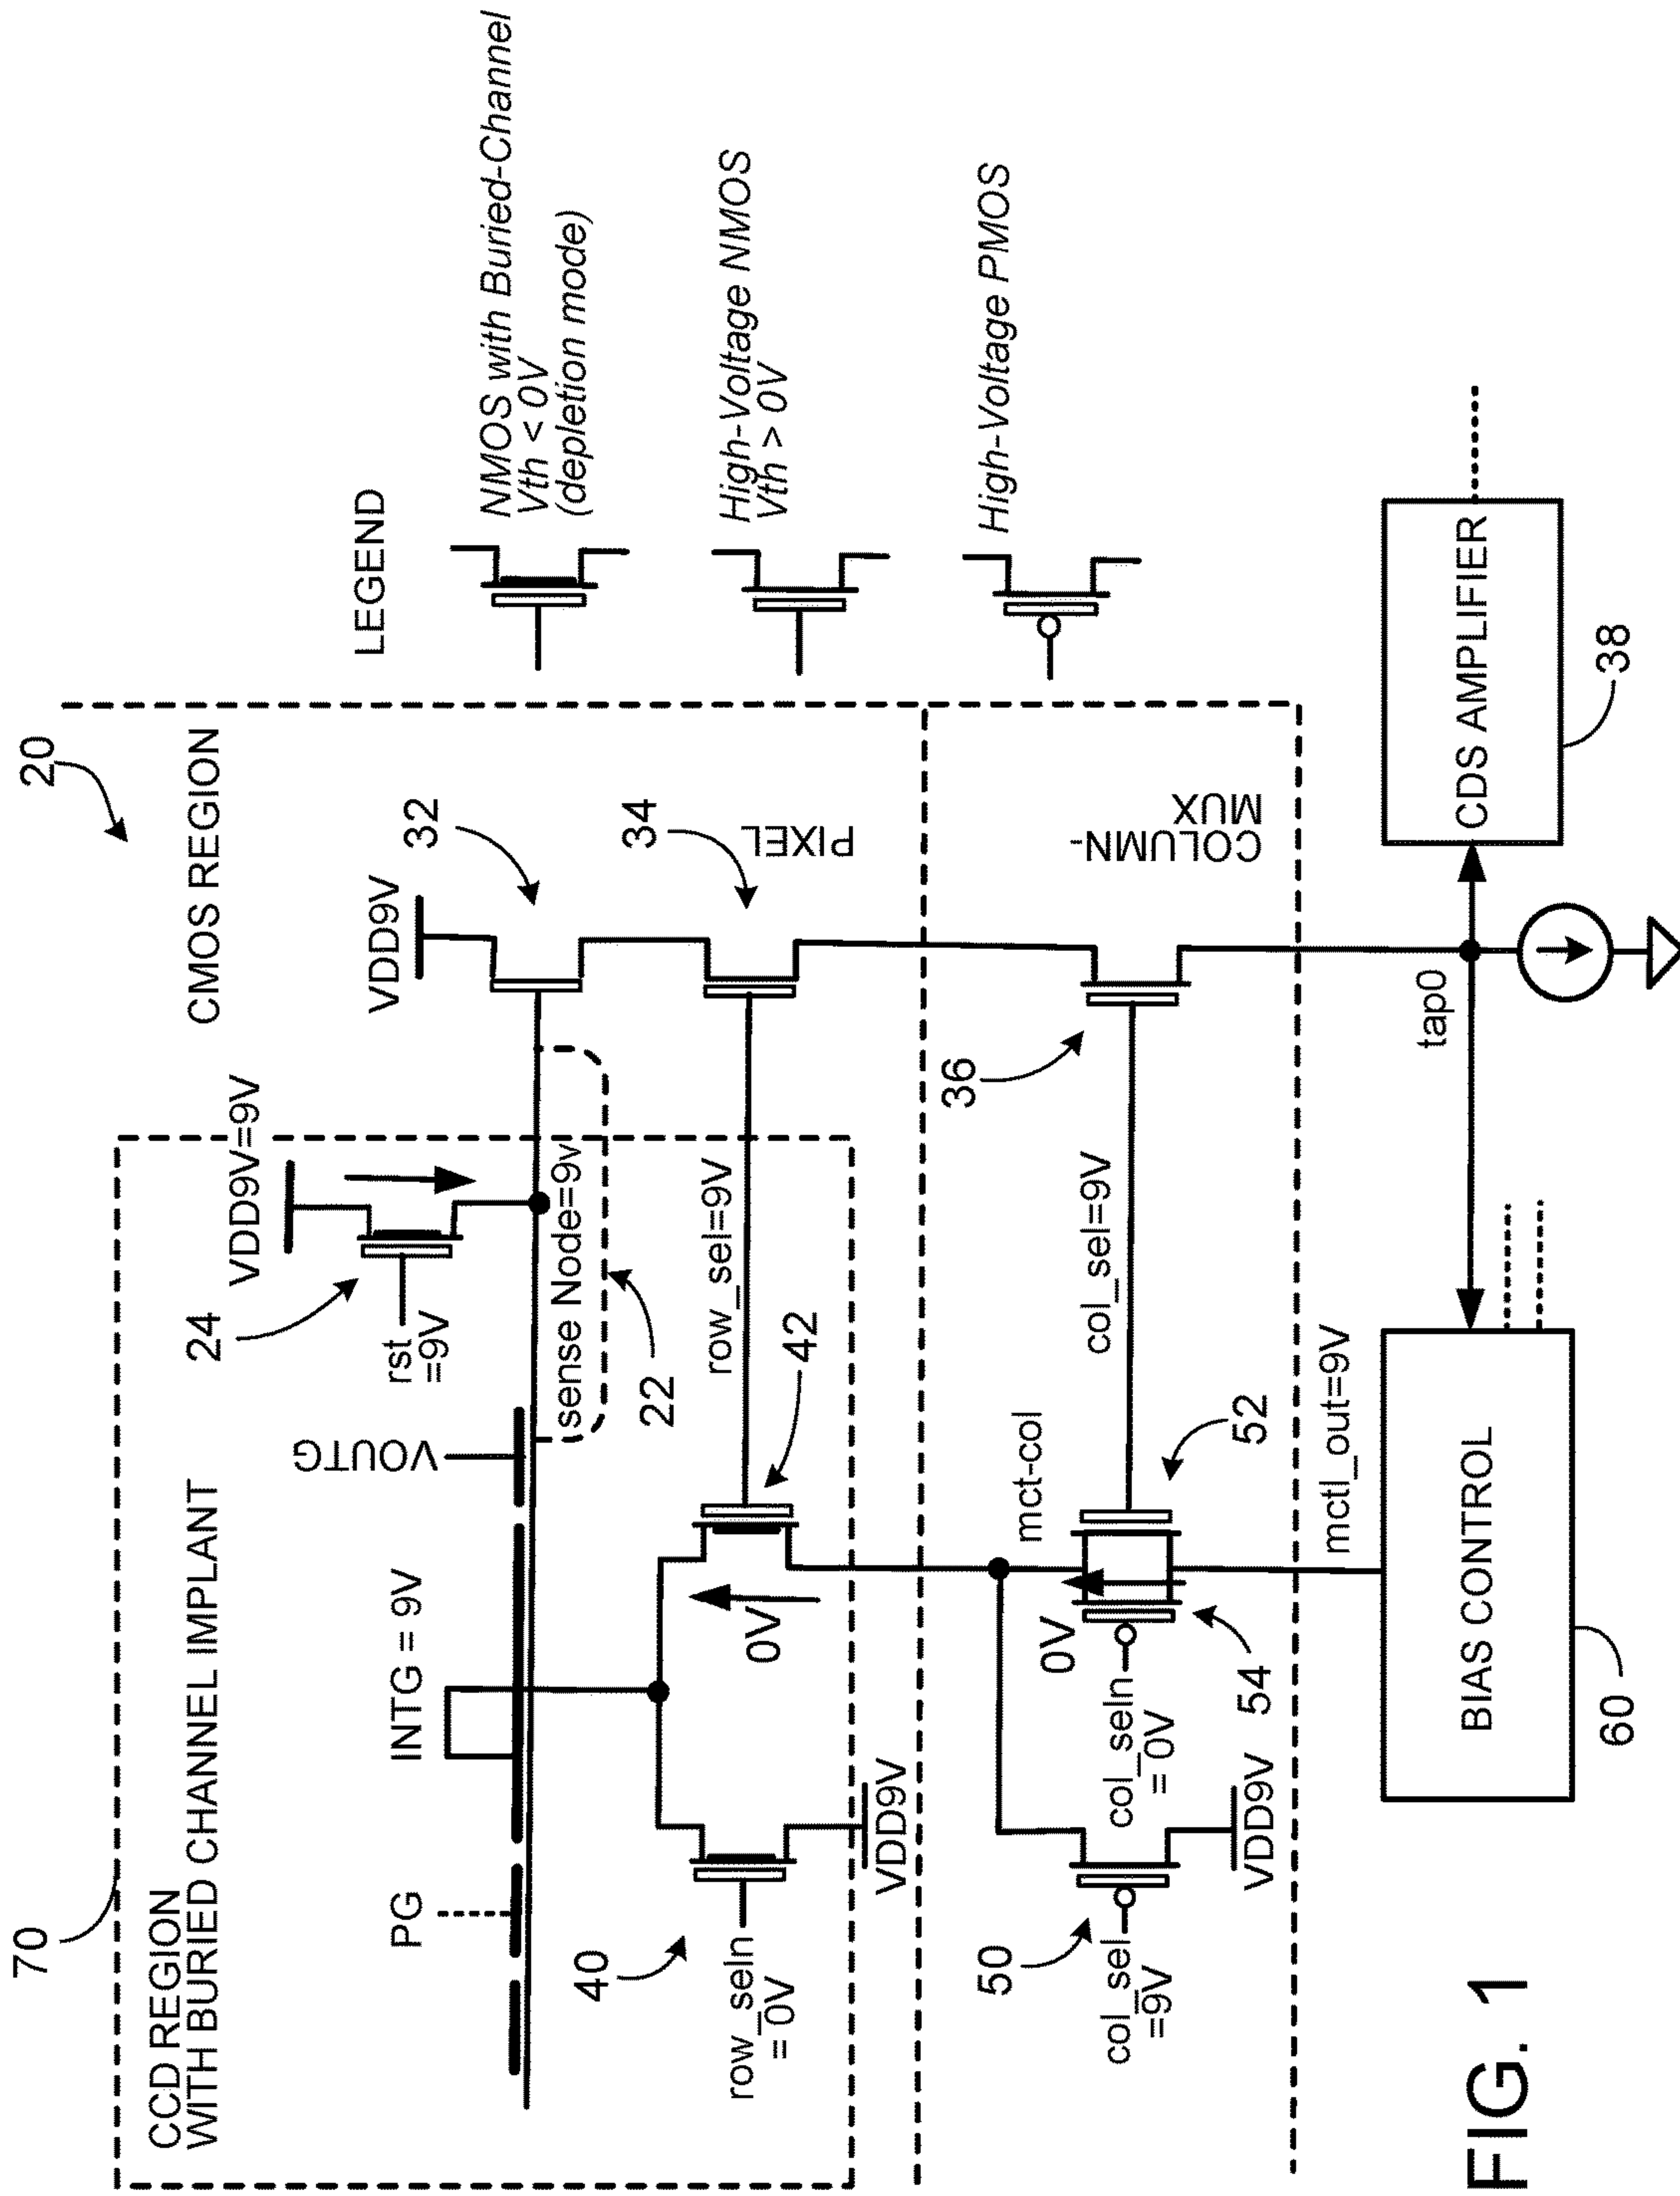 20
70
CCD REGION
WITH BURIED CHANNEL IMPLANT
CMOS REGION
LEGEND
VDD9V=9V
24
rst
=9V
PG
INTG = 9V
VOUTG
VDD9V
32
NMOS with Buried-Channel
Vth < 0V
(depletion mode)
sense Node=9v
22
34
PIXEL
High-Voltage NMOS
Vth > 0V
40
row_seln
= 0V
0V
42
row_sel=9V
VDD9V
High-Voltage PMOS
50
col_sel
=9V
col_seln
= 0V
0V
mct-col
52
54
col_sel=9V
36
COLUMN-
MUX
VDD9V
mctl_out=9V
tap0
BIAS CONTROL
60
CDS AMPLIFIER
38
FIG. 1